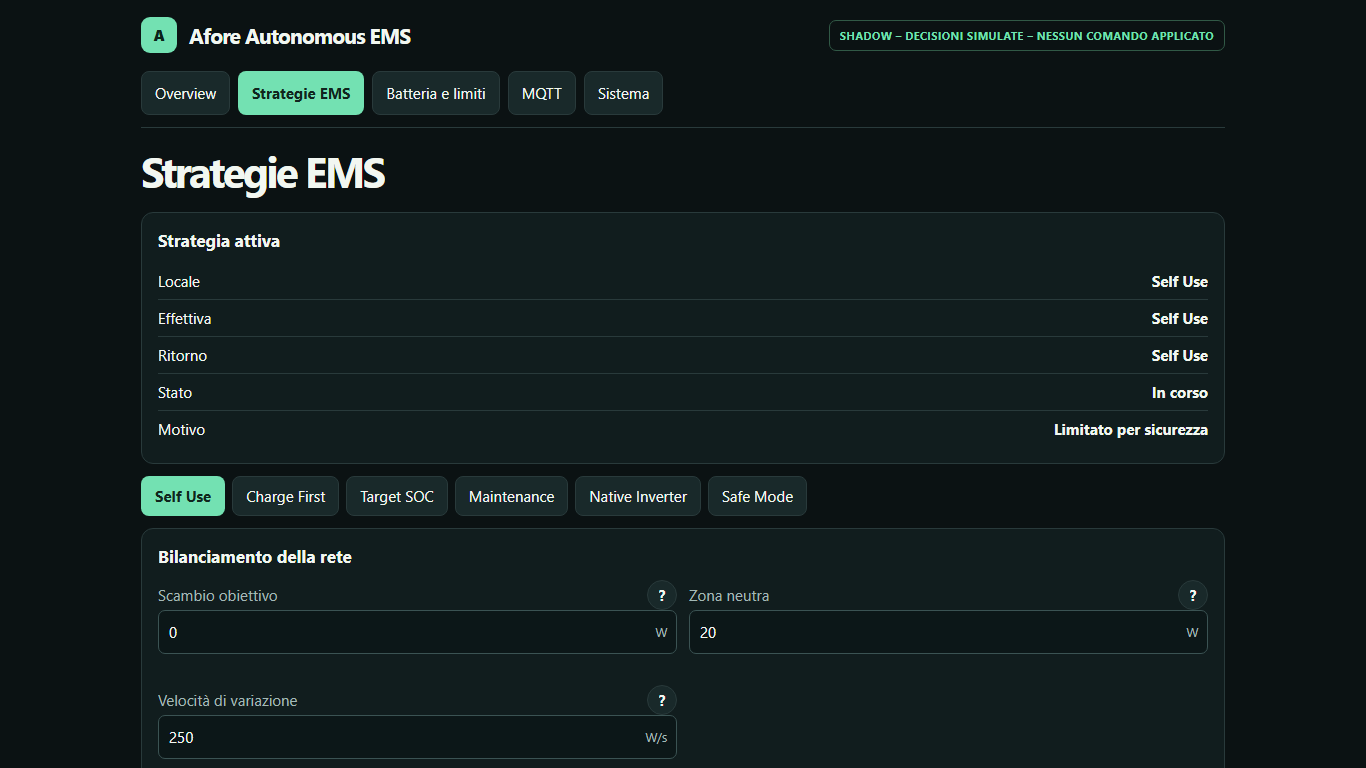 A
Afore Autonomous EMS
SHADOW – DECISIONI SIMULATE – NESSUN COMANDO APPLICATO
Overview
Strategie EMS
Batteria e limiti
MQTT
Sistema
Strategie EMS
Strategia attiva
Locale Self Use
Effettiva Self Use
Ritorno Self Use
Stato In corso
Motivo Limitato per sicurezza
Self Use
Charge First
Target SOC
Maintenance
Native Inverter
Safe Mode
Bilanciamento della rete
Scambio obiettivo ?
0 W
Zona neutra ?
20 W
Velocità di variazione ?
250 W/s